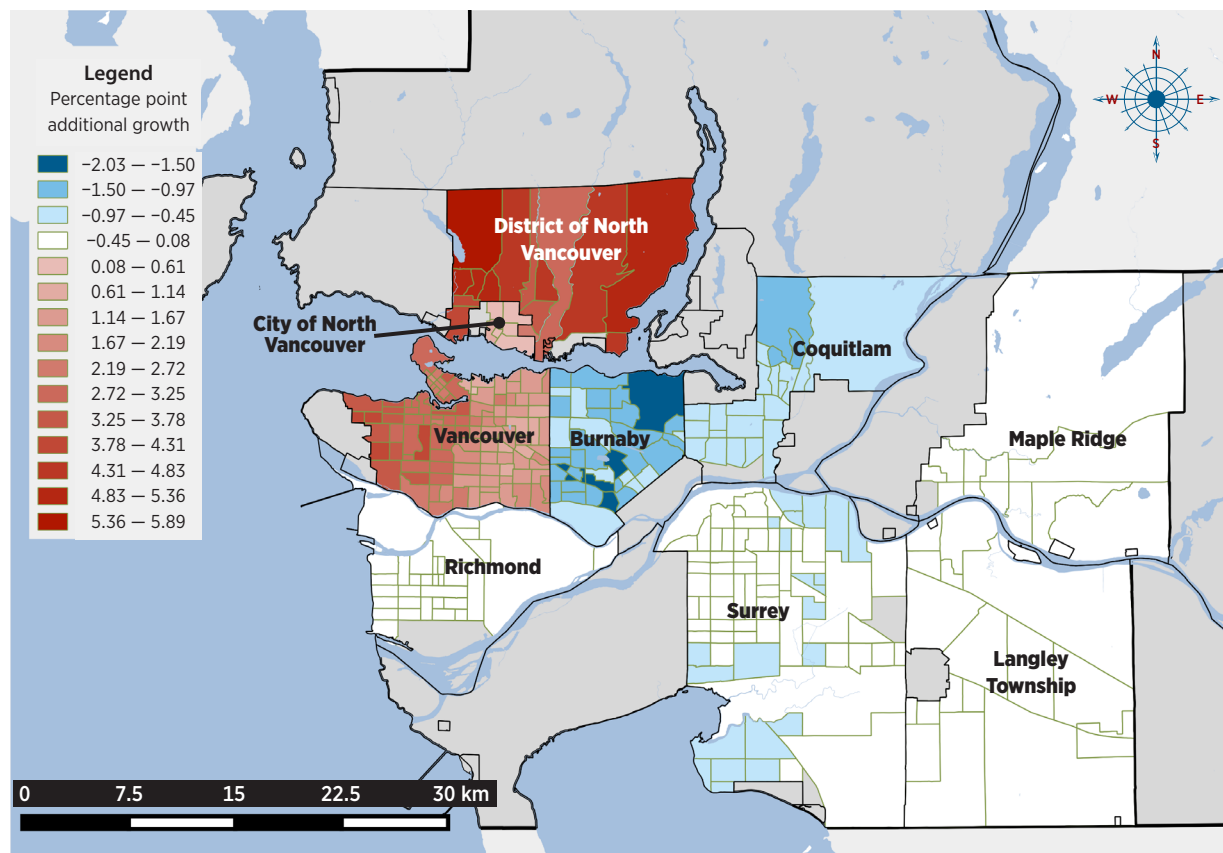 Legend
Percentage point
additional growth
−2.03 — −1.50
−1.50 — −0.97
−0.97 — −0.45
−0.45 — 0.08
0.08 — 0.61
0.61 — 1.14
1.14 — 1.67
1.67 — 2.19
2.19 — 2.72
2.72 — 3.25
3.25 — 3.78
3.78 — 4.31
4.31 — 4.83
4.83 — 5.36
5.36 — 5.89
N
W
E
S
District of North
Vancouver
City of North
Vancouver
Coquitlam
Vancouver
Burnaby
Maple Ridge
Richmond
Surrey
Langley
Township
0 7.5 15 22.5 30 km